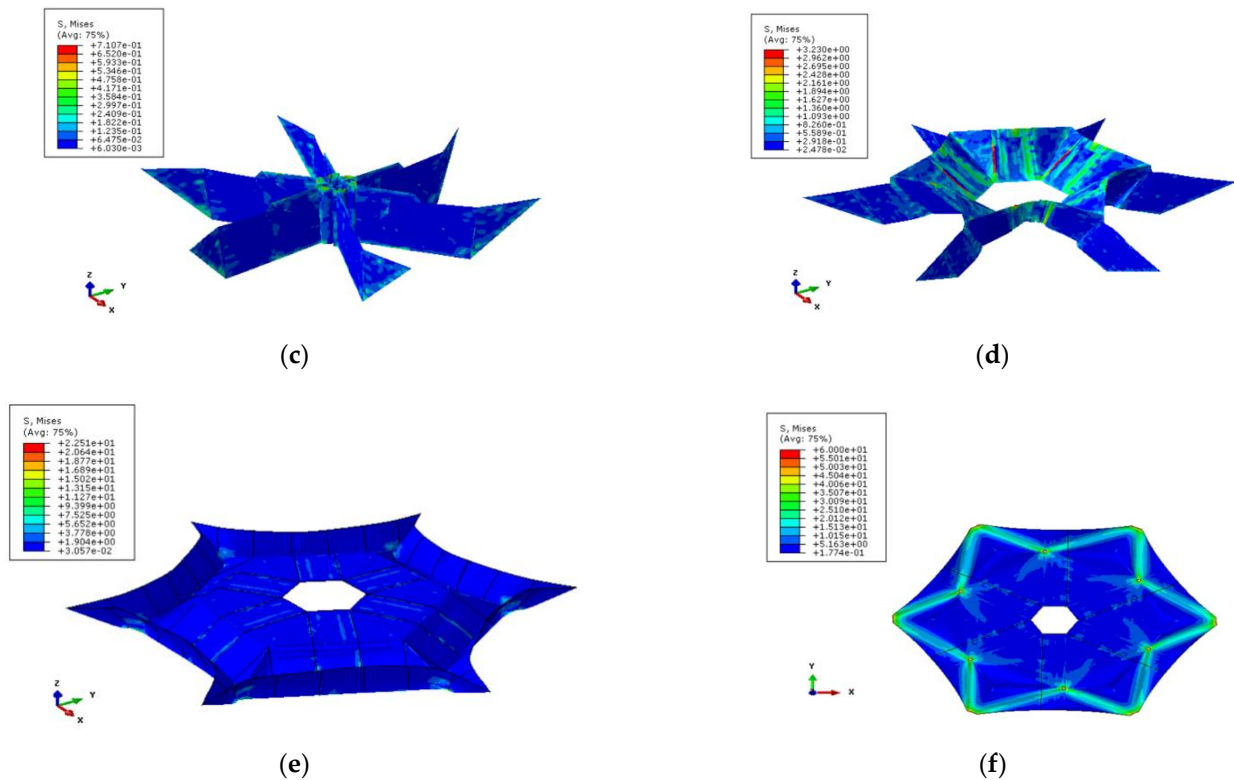 S, Mises
(Avg: 75%)
+7.107e-01
+6.520e-01
+5.933e-01
+5.346e-01
+4.758e-01
+4.171e-01
+3.584e-01
+2.997e-01
+2.409e-01
+1.822e-01
+1.235e-01
+6.475e-02
+6.030e-03
Z
Y
X
(c)
S, Mises
(Avg: 75%)
+3.230e+00
+2.962e+00
+2.695e+00
+2.428e+00
+2.161e+00
+1.894e+00
+1.627e+00
+1.360e+00
+1.093e+00
+8.260e-01
+5.589e-01
+2.918e-01
+2.478e-02
Z
Y
X
(d)
S, Mises
(Avg: 75%)
+2.251e+01
+2.064e+01
+1.877e+01
+1.689e+01
+1.502e+01
+1.315e+01
+1.127e+01
+9.399e+00
+7.525e+00
+5.652e+00
+3.778e+00
+1.904e+00
+3.057e-02
Z
Y
X
(e)
S, Mises
(Avg: 75%)
+6.000e+01
+5.501e+01
+5.003e+01
+4.504e+01
+4.006e+01
+3.507e+01
+3.009e+01
+2.510e+01
+2.012e+01
+1.513e+01
+1.015e+01
+5.163e+00
+1.774e-01
Y
X
(f)